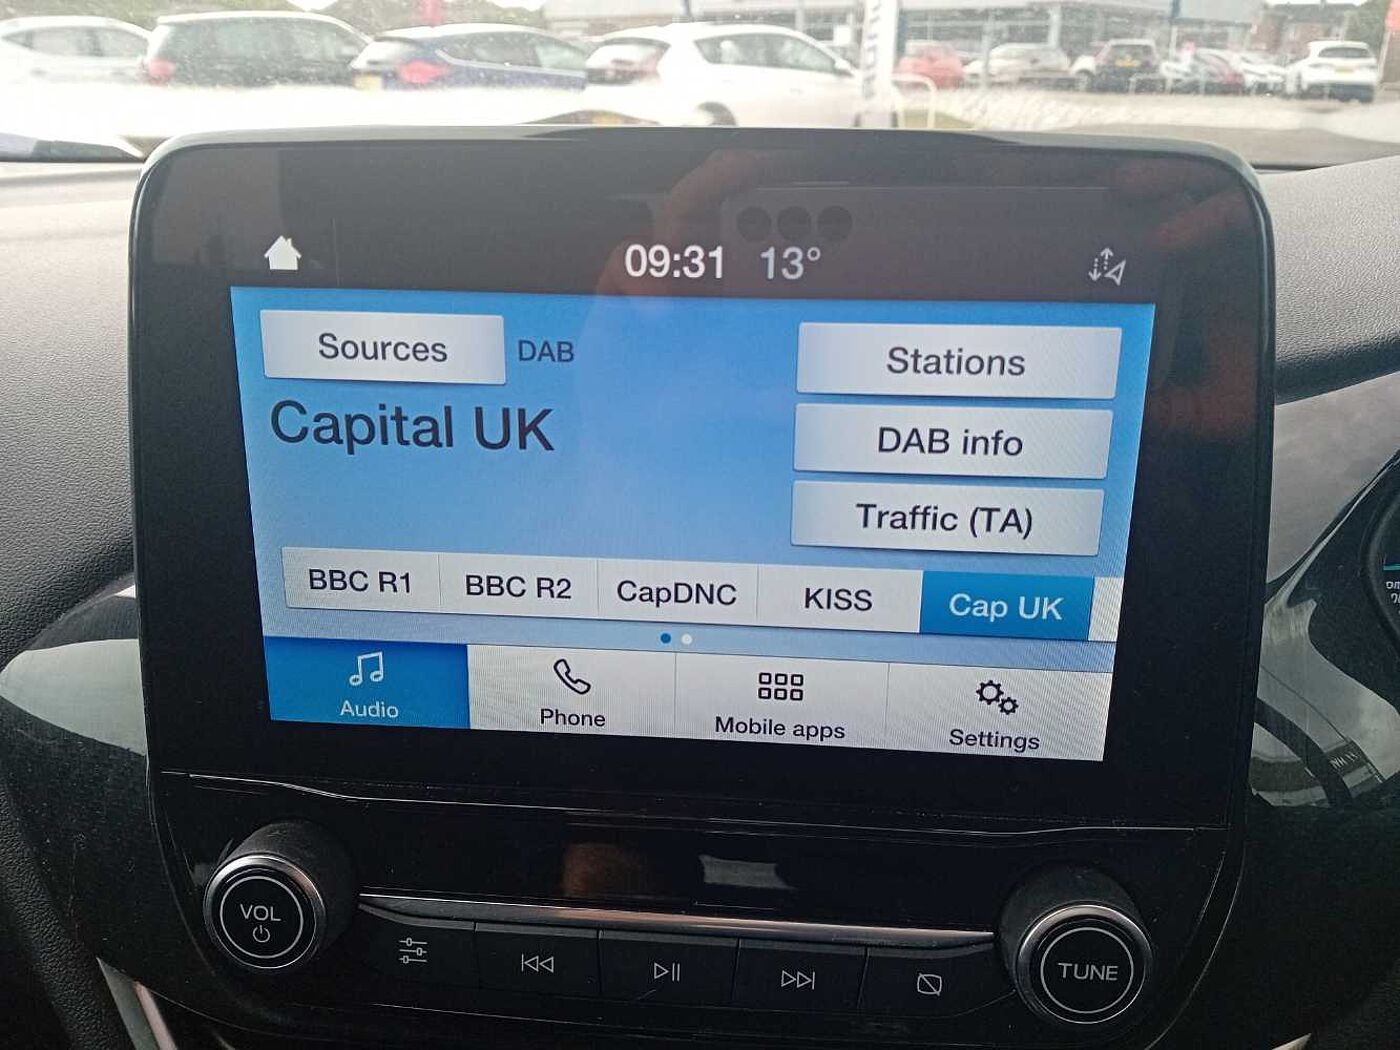 09:31 13°
Sources DAB
Stations
Capital UK
DAB info
Traffic (TA)
BBC R1 BBC R2 CapDNC KISS Cap UK
Audio Phone Mobile apps Settings
VOL
TUNE